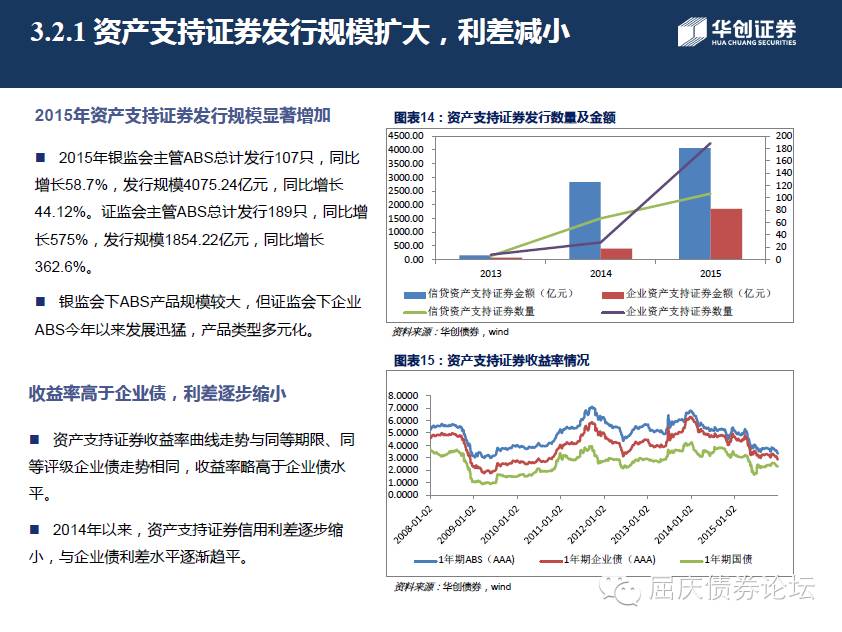 3.2.1 资产支持证券发行规模扩大，利差减小
华创证券
HUA CHUANG SECURITIES
2015年资产支持证券发行规模显著增加
■ 2015年银监会主管ABS总计发行107只，同比
增长58.7%，发行规模4075.24亿元，同比增长
44.12%。证监会主管ABS总计发行189只，同比增
长575%，发行规模1854.22亿元，同比增长
362.6%。
■ 银监会下ABS产品规模较大，但证监会下企业
ABS今年以来发展迅猛，产品类型多元化。
收益率高于企业债，利差逐步缩小
■ 资产支持证券收益率曲线走势与同等期限、同
等评级企业债走势相同，收益率略高于企业债水
平。
■ 2014年以来，资产支持证券信用利差逐步缩
小，与企业债利差水平逐渐趋平。
图表14：资产支持证券发行数量及金额
4500.00
4000.00
3500.00
3000.00
2500.00
2000.00
1500.00
1000.00
500.00
0.00
200
180
160
140
120
100
80
60
40
20
0
2013 2014 2015
信贷资产支持证券金额（亿元） 企业资产支持证券金额（亿元）
信贷资产支持证券数量 企业资产支持证券数量
资料来源：华创债券，wind
图表15：资产支持证券收益率情况
8.0000
7.0000
6.0000
5.0000
4.0000
3.0000
2.0000
1.0000
0.0000
2008-01-02 2009-01-02 2010-01-02 2011-01-02 2012-01-02 2013-01-02 2014-01-02 2015-01-02
1年期ABS（AAA) 1年期企业债（AAA) 1年期国债
资料来源：华创债券，wind
屈庆债券论坛